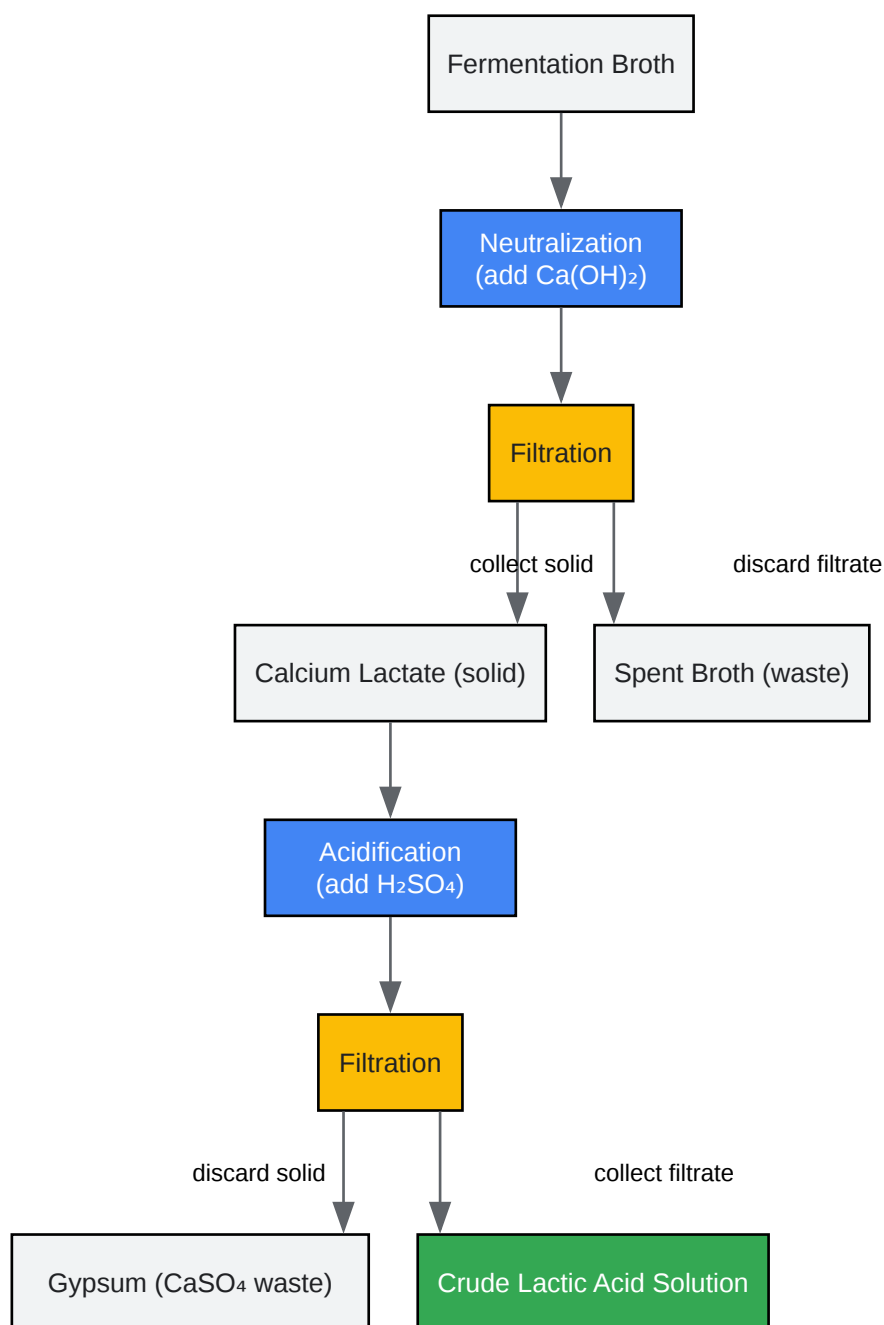 Fermentation Broth
Neutralization
(add Ca(OH)₂)
Filtration
collect solid
discard filtrate
Calcium Lactate (solid)
Spent Broth (waste)
Acidification
(add H₂SO₄)
Filtration
discard solid
collect filtrate
Gypsum (CaSO₄ waste)
Crude Lactic Acid Solution